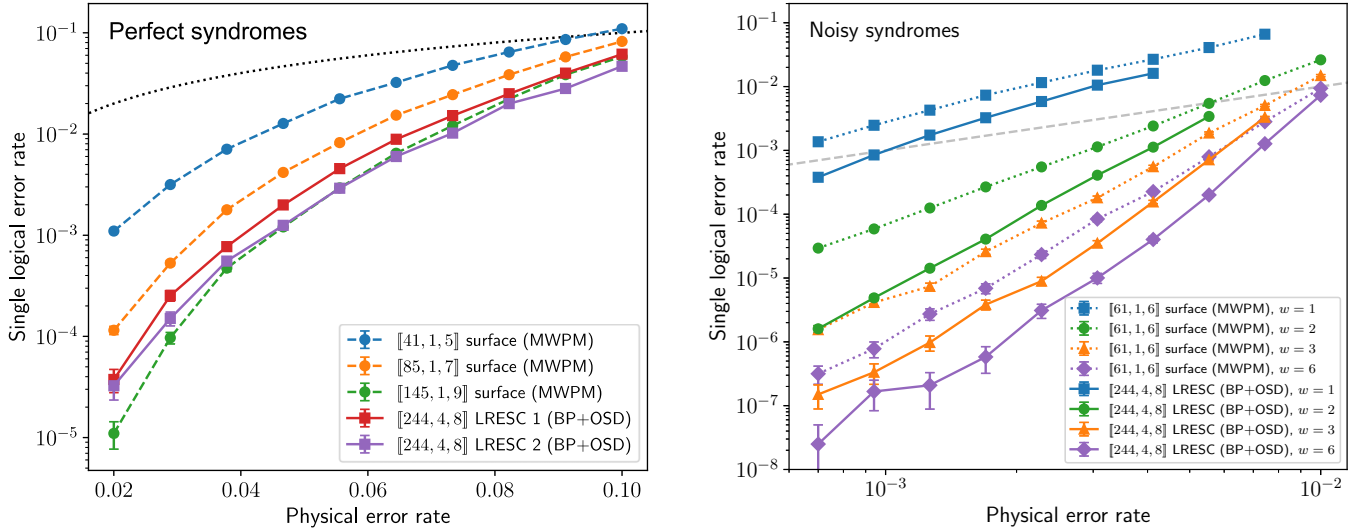 Perfect syndromes
Single logical error rate
10⁻¹
10⁻²
10⁻³
10⁻⁴
10⁻⁵
0.02
0.04
0.06
0.08
0.10
Physical error rate
⟦41, 1, 5⟧ surface (MWPM)
⟦85, 1, 7⟧ surface (MWPM)
⟦145, 1, 9⟧ surface (MWPM)
⟦244, 4, 8⟧ LRESC 1 (BP+OSD)
⟦244, 4, 8⟧ LRESC 2 (BP+OSD)
Noisy syndromes
Single logical error rate
10⁰
10⁻¹
10⁻²
10⁻³
10⁻⁴
10⁻⁵
10⁻⁶
10⁻⁷
10⁻⁸
10⁻³
10⁻²
Physical error rate
⟦61, 1, 6⟧ surface (MWPM), w = 1
⟦61, 1, 6⟧ surface (MWPM), w = 2
⟦61, 1, 6⟧ surface (MWPM), w = 3
⟦61, 1, 6⟧ surface (MWPM), w = 6
⟦244, 4, 8⟧ LRESC (BP+OSD), w = 1
⟦244, 4, 8⟧ LRESC (BP+OSD), w = 2
⟦244, 4, 8⟧ LRESC (BP+OSD), w = 3
⟦244, 4, 8⟧ LRESC (BP+OSD), w = 6